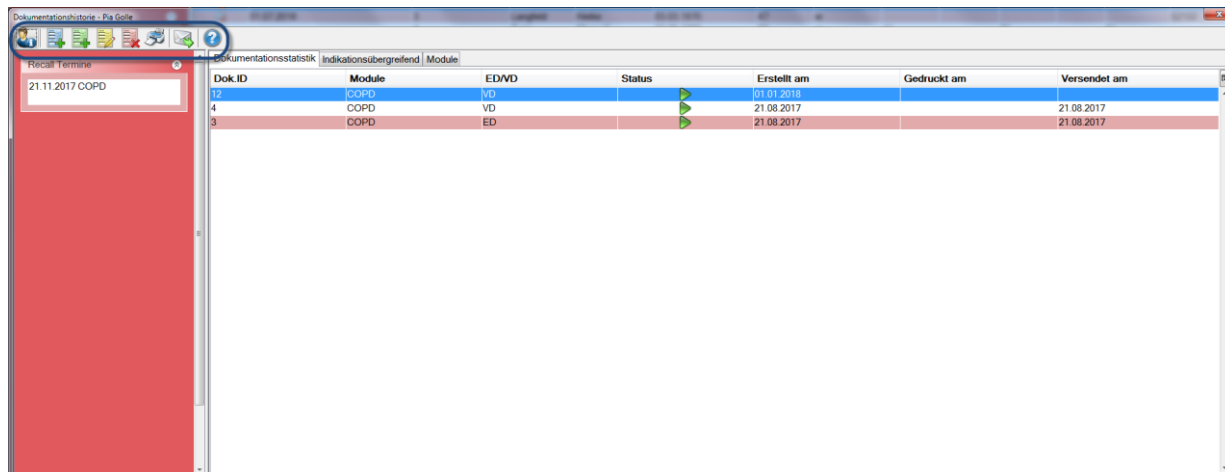 Dokumentationshistorie - Pia Golle
Recall Termine
21.11.2017 COPD
Dokumentationsstatistik Indikationsübergreifend Module
Dok.ID Module ED/VD Status Erstellt am Gedruckt am Versendet am
12 COPD VD 01.01.2018
4 COPD VD 21.08.2017 21.08.2017
3 COPD ED 21.08.2017 21.08.2017